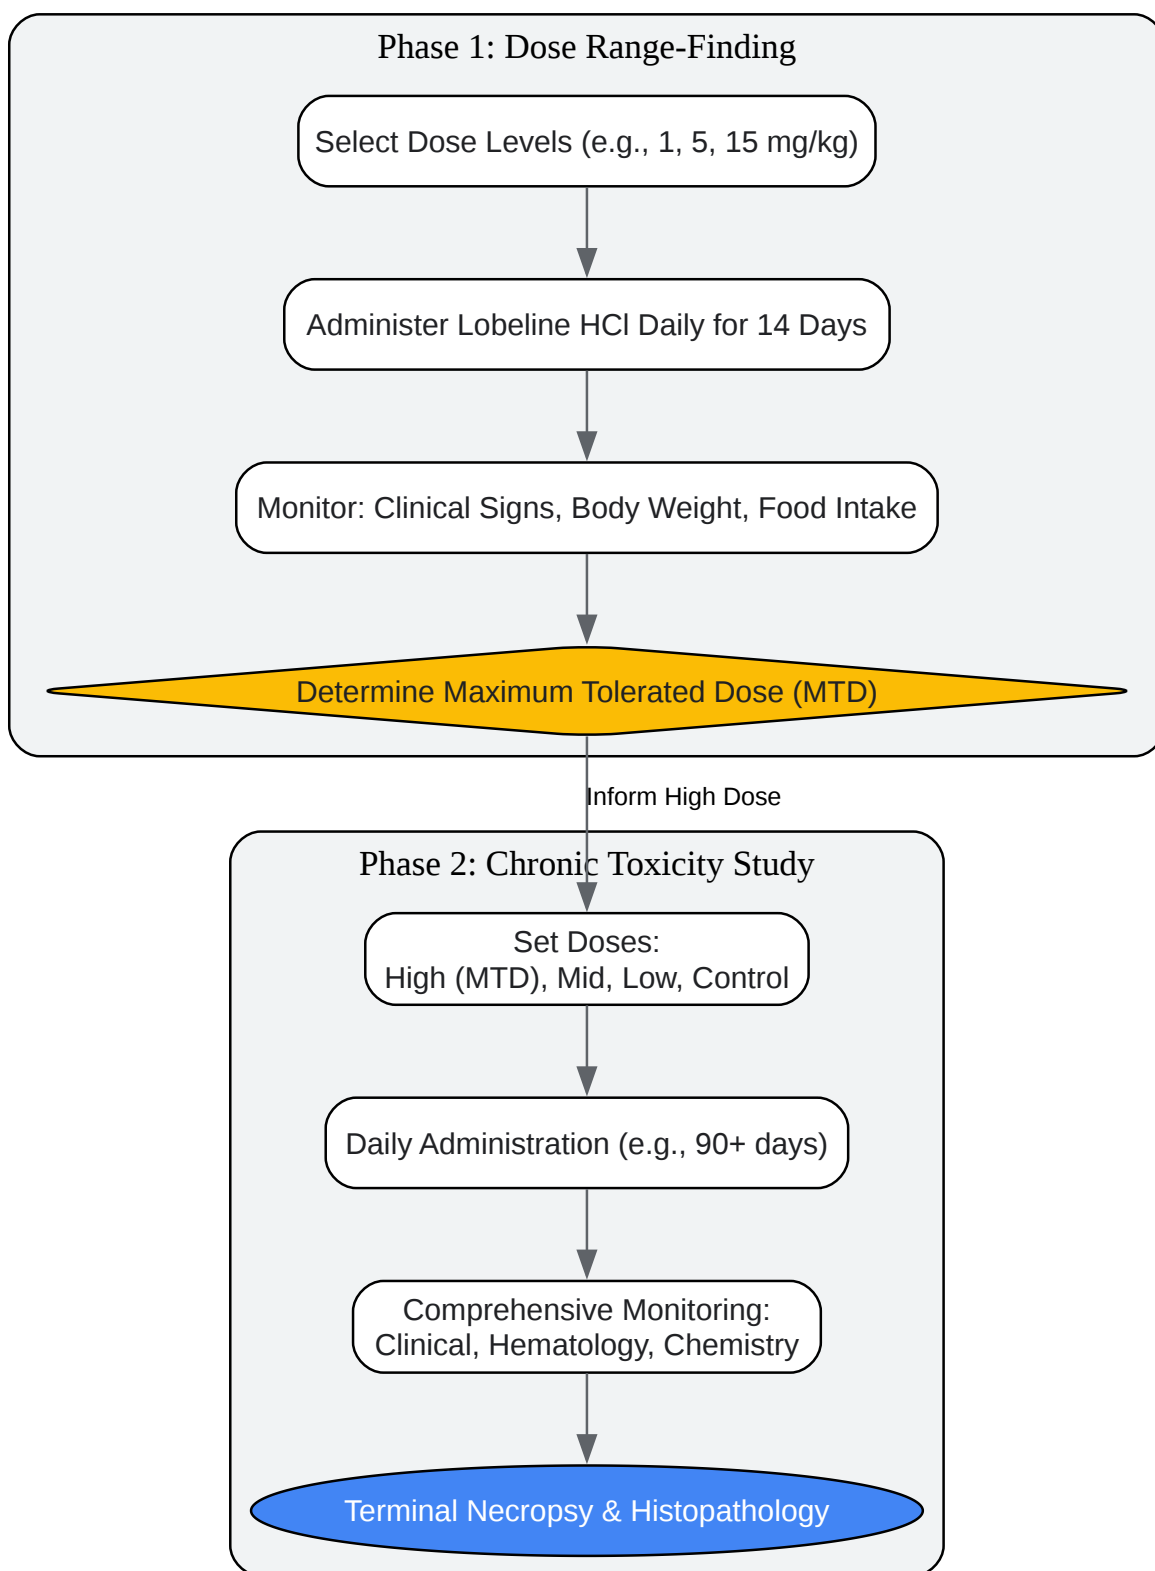 Phase 1: Dose Range-Finding
Select Dose Levels (e.g., 1, 5, 15 mg/kg)
Administer Lobeline HCl Daily for 14 Days
Monitor: Clinical Signs, Body Weight, Food Intake
Determine Maximum Tolerated Dose (MTD)
Inform High Dose
Phase 2: Chronic Toxicity Study
Set Doses:
High (MTD), Mid, Low, Control
Daily Administration (e.g., 90+ days)
Comprehensive Monitoring:
Clinical, Hematology, Chemistry
Terminal Necropsy & Histopathology